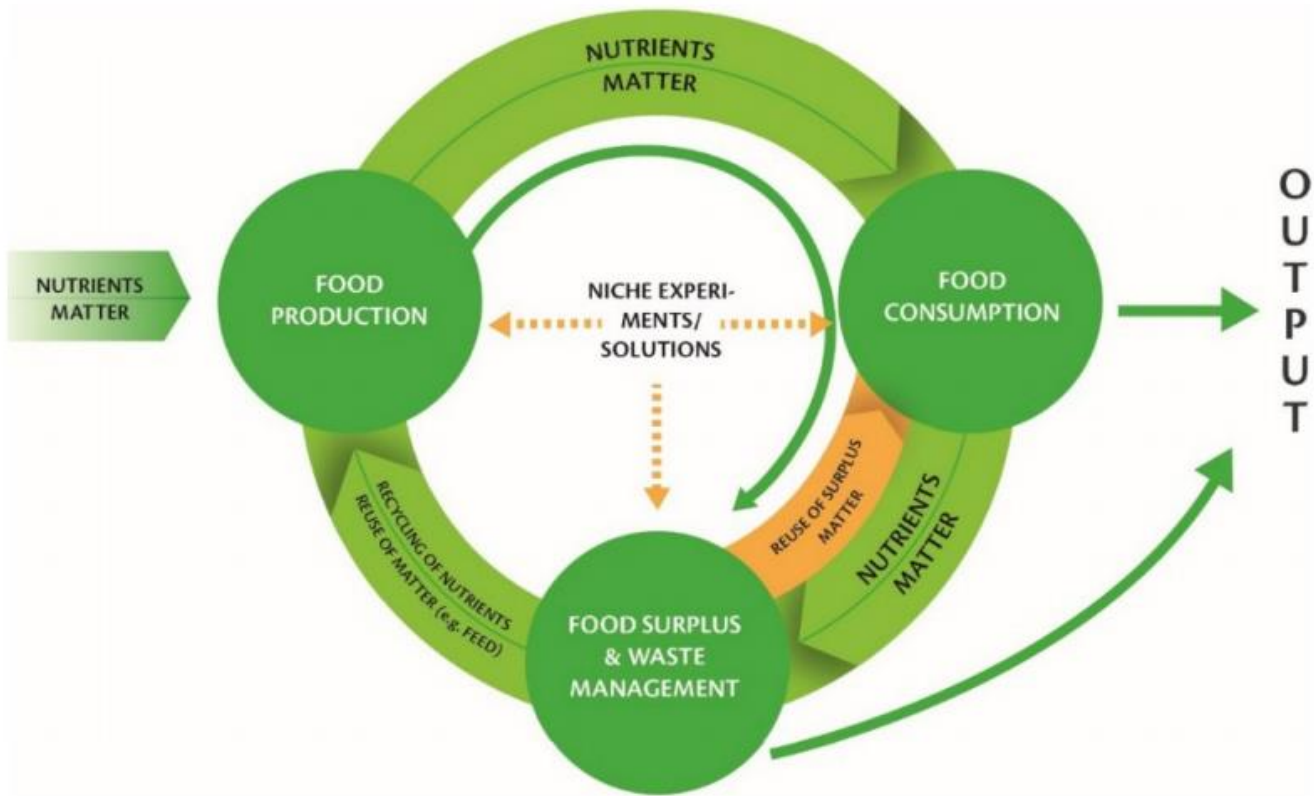 NUTRIENTS
MATTER
NUTRIENTS
MATTER
FOOD
PRODUCTION
NICHE EXPERI-
MENTS/
SOLUTIONS
FOOD
CONSUMPTION
OUTPUT
RECYCLING OF NUTRIENTS
REUSE OF MATTER (e.g. FEED)
REUSE OF SURPLUS
MATTER
NUTRIENTS
MATTER
FOOD SURPLUS
& WASTE
MANAGEMENT